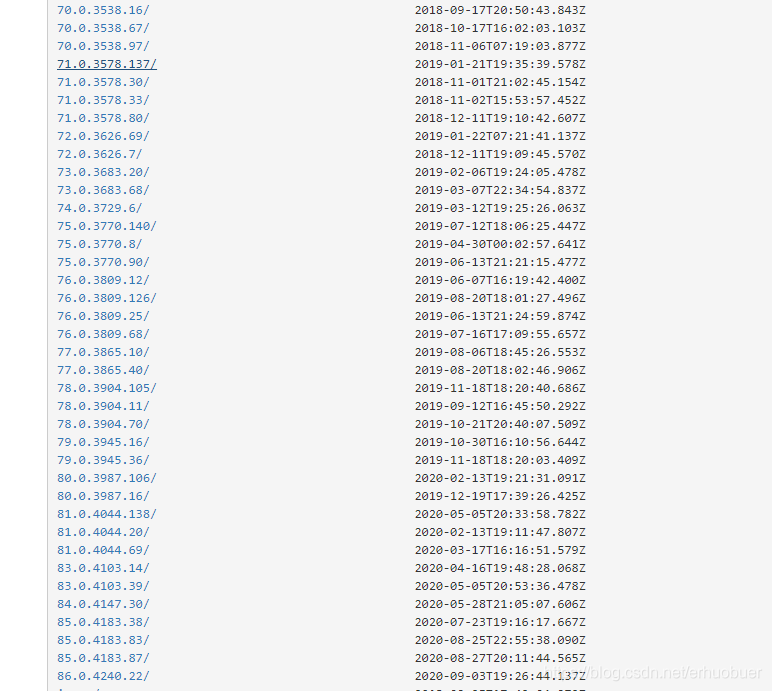 70.0.3538.16/ 2018-09-17T20:50:43.843Z
70.0.3538.67/ 2018-10-17T16:02:03.103Z
70.0.3538.97/ 2018-11-06T07:19:03.877Z
71.0.3578.137/ 2019-01-21T19:35:39.578Z
71.0.3578.30/ 2018-11-01T21:02:45.154Z
71.0.3578.33/ 2018-11-02T15:53:57.452Z
71.0.3578.80/ 2018-12-11T19:10:42.607Z
72.0.3626.69/ 2019-01-22T07:21:41.137Z
72.0.3626.7/ 2018-12-11T19:09:45.570Z
73.0.3683.20/ 2019-02-06T19:24:05.478Z
73.0.3683.68/ 2019-03-07T22:34:54.837Z
74.0.3729.6/ 2019-03-12T19:25:26.063Z
75.0.3770.140/ 2019-07-12T18:06:25.447Z
75.0.3770.8/ 2019-04-30T00:02:57.641Z
75.0.3770.90/ 2019-06-13T21:21:15.477Z
76.0.3809.12/ 2019-06-07T16:19:42.400Z
76.0.3809.126/ 2019-08-20T18:01:27.496Z
76.0.3809.25/ 2019-06-13T21:24:59.874Z
76.0.3809.68/ 2019-07-16T17:09:55.657Z
77.0.3865.10/ 2019-08-06T18:45:26.553Z
77.0.3865.40/ 2019-08-20T18:02:46.906Z
78.0.3904.105/ 2019-11-18T18:20:40.686Z
78.0.3904.11/ 2019-09-12T16:45:50.292Z
78.0.3904.70/ 2019-10-21T20:40:07.509Z
79.0.3945.16/ 2019-10-30T16:10:56.644Z
79.0.3945.36/ 2019-11-18T18:20:03.409Z
80.0.3987.106/ 2020-02-13T19:21:31.091Z
80.0.3987.16/ 2019-12-19T17:39:26.425Z
81.0.4044.138/ 2020-05-05T20:33:58.782Z
81.0.4044.20/ 2020-02-13T19:11:47.807Z
81.0.4044.69/ 2020-03-17T16:16:51.579Z
83.0.4103.14/ 2020-04-16T19:48:28.068Z
83.0.4103.39/ 2020-05-05T20:53:36.478Z
84.0.4147.30/ 2020-05-28T21:05:07.606Z
85.0.4183.38/ 2020-07-23T19:16:17.667Z
85.0.4183.83/ 2020-08-25T22:55:38.090Z
85.0.4183.87/ 2020-08-27T20:11:44.565Z
86.0.4240.22/ 2020-09-03T19:26:44.137Z
https://blog.csdn.net/erhuobuer